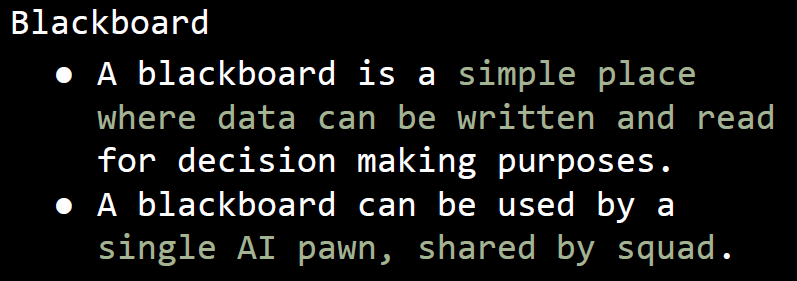 Blackboard
● A blackboard is a simple place
where data can be written and read
for decision making purposes.
● A blackboard can be used by a
single AI pawn, shared by squad.